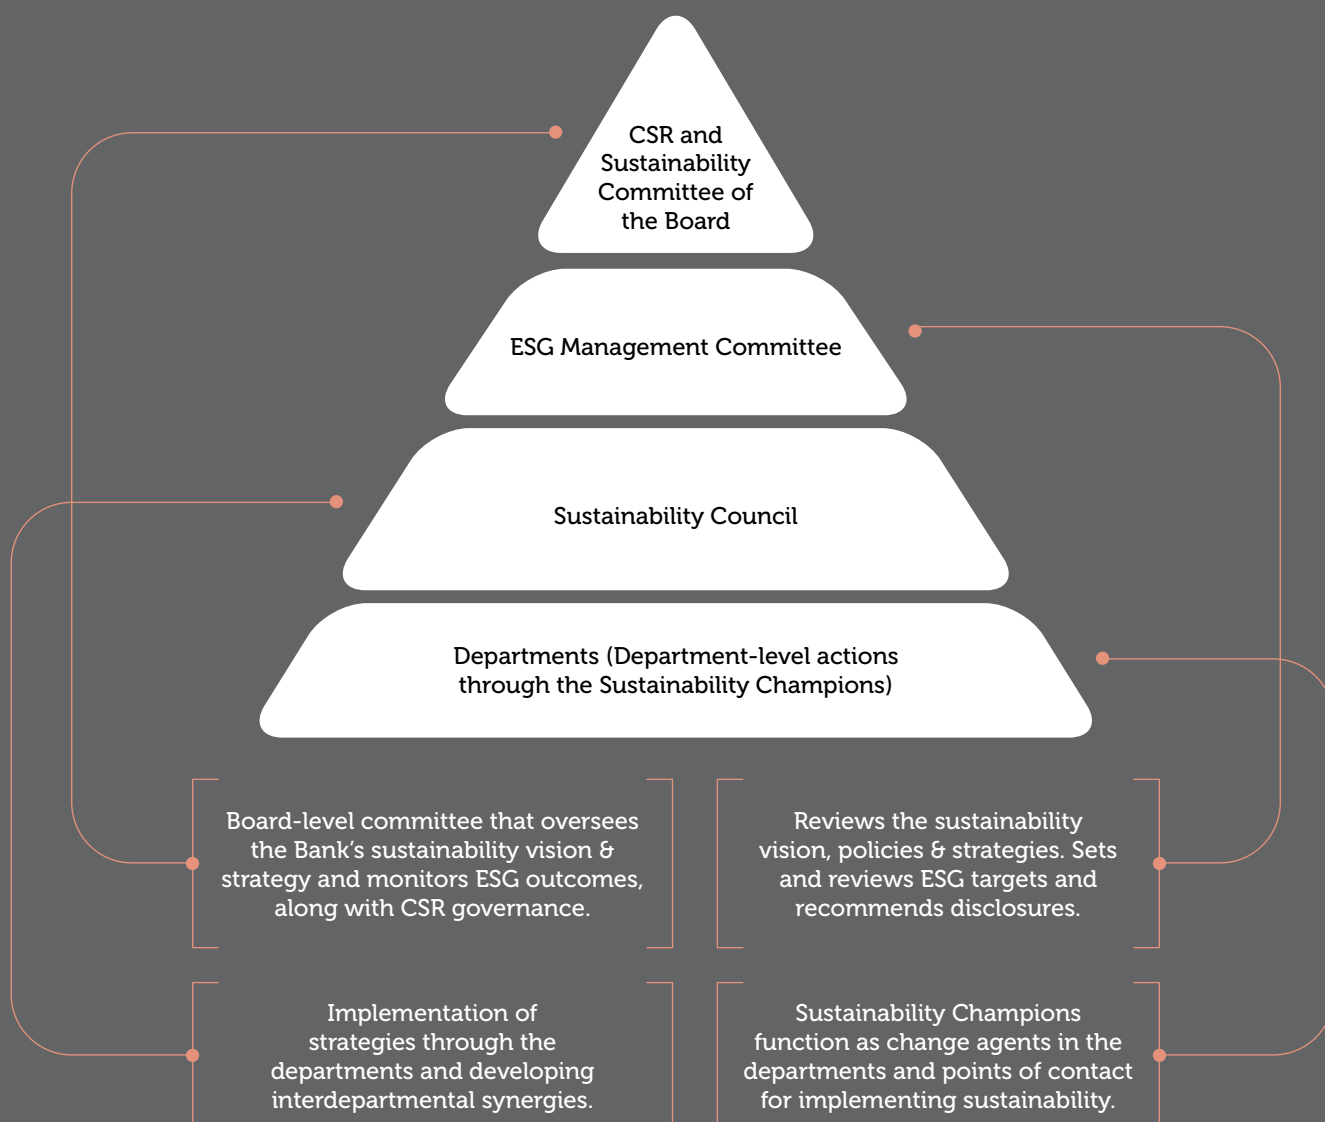 CSR and
Sustainability
Committee of
the Board
ESG Management Committee
Sustainability Council
Departments (Department-level actions
through the Sustainability Champions)
Board-level committee that oversees
the Bank's sustainability vision &
strategy and monitors ESG outcomes,
along with CSR governance.
Reviews the sustainability
vision, policies & strategies. Sets
and reviews ESG targets and
recommends disclosures.
Implementation of
strategies through the
departments and developing
interdepartmental synergies.
Sustainability Champions
function as change agents in the
departments and points of contact
for implementing sustainability.